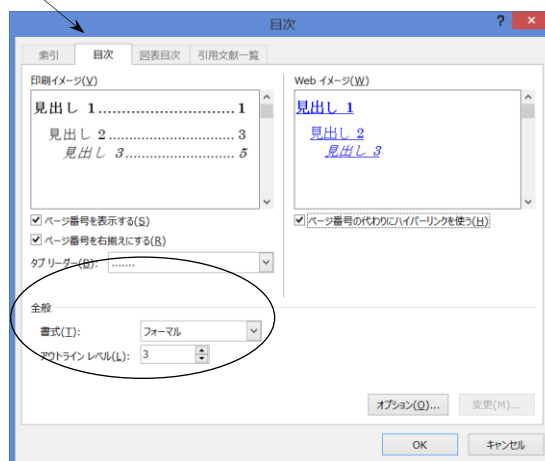 目次
? ×
索引 目次 図表目次 引用文献一覧
印刷イメージ(V) Web イメージ(W)
見出し 1..............................1
見出し 2............................3
見出し 3.........................5
見出し 1
見出し 2
見出し 3
ページ番号を表示する(S)
ページ番号の代わりにハイパーリンクを使う(H)
ページ番号を右揃えにする(R)
タブ リーダー(B): .......
全般
書式(T): フォーマル
アウトライン レベル(L): 3
オプション(O)... 変更(M)...
OK キャンセル